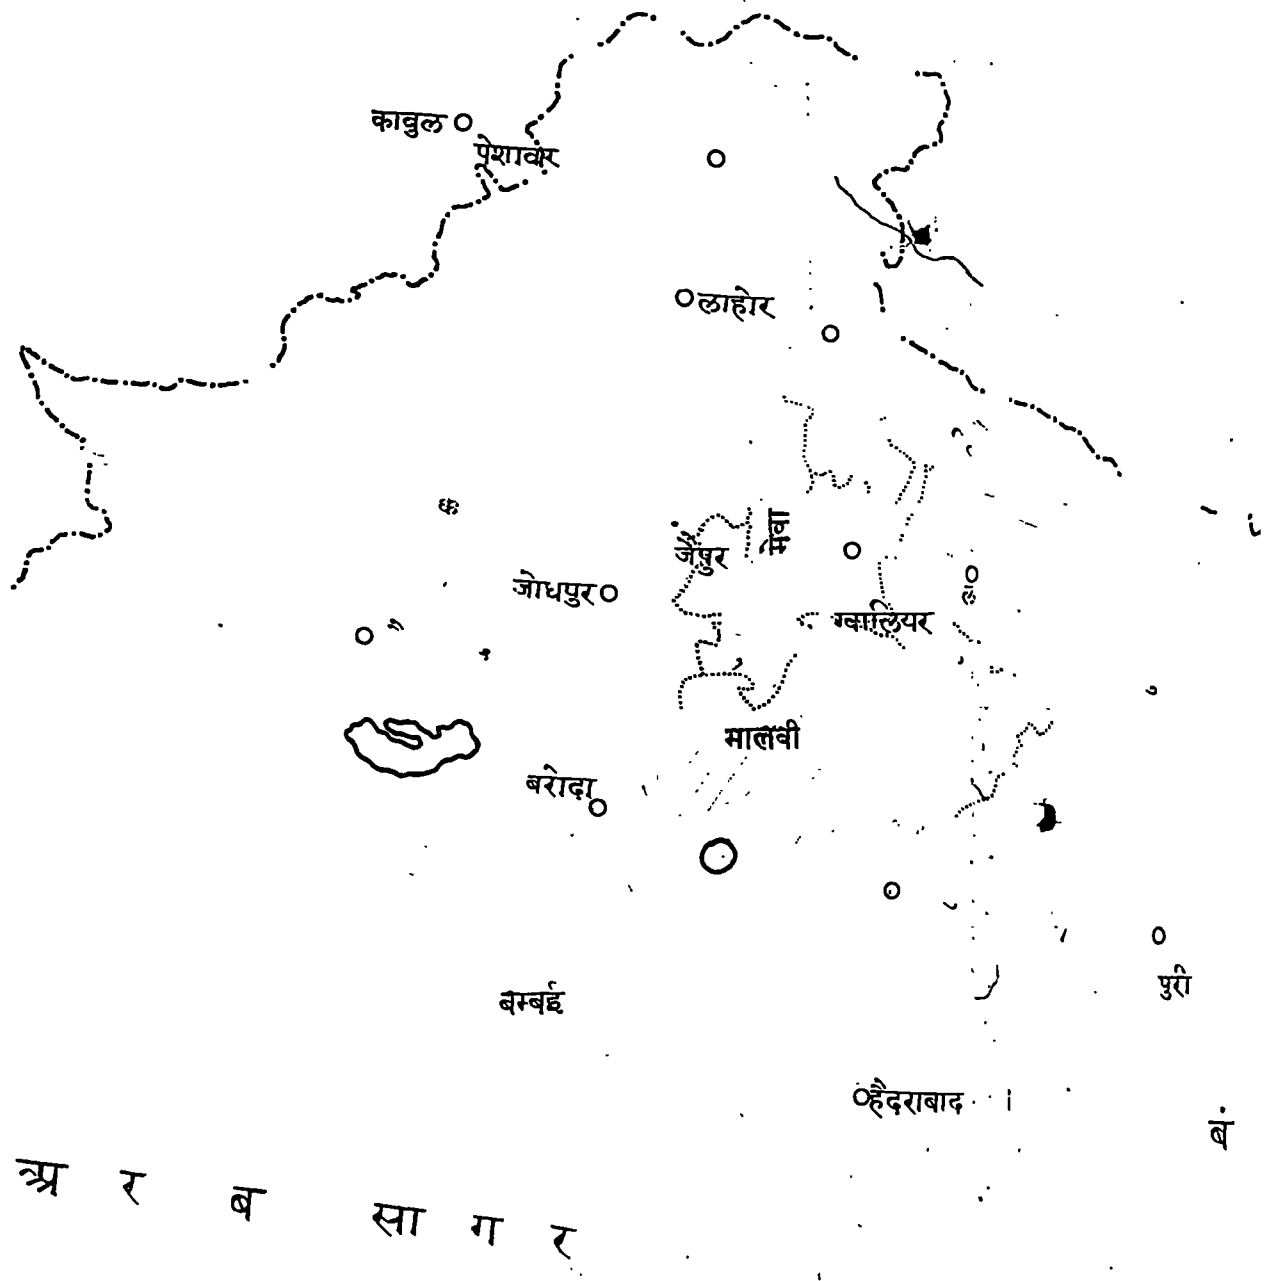 काबुल
पेशावर
लाहोर
जैपुर
मेवा
जोधपुर
ग्वालियर
मालवी
बरोदा
बम्बई
पुरी
हैदराबाद
बं
अ र ब सा ग र